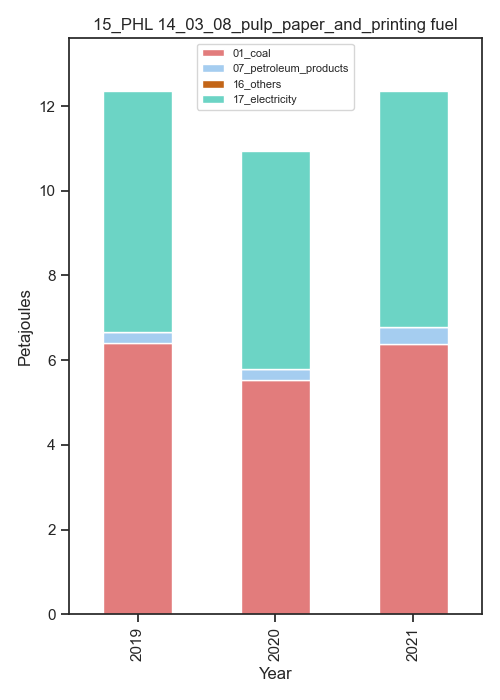 15_PHL 14_03_08_pulp_paper_and_printing fuel
01_coal
07_petroleum_products
16_others
17_electricity
Petajoules
12
10
8
6
4
2
0
2019
2020
2021
Year